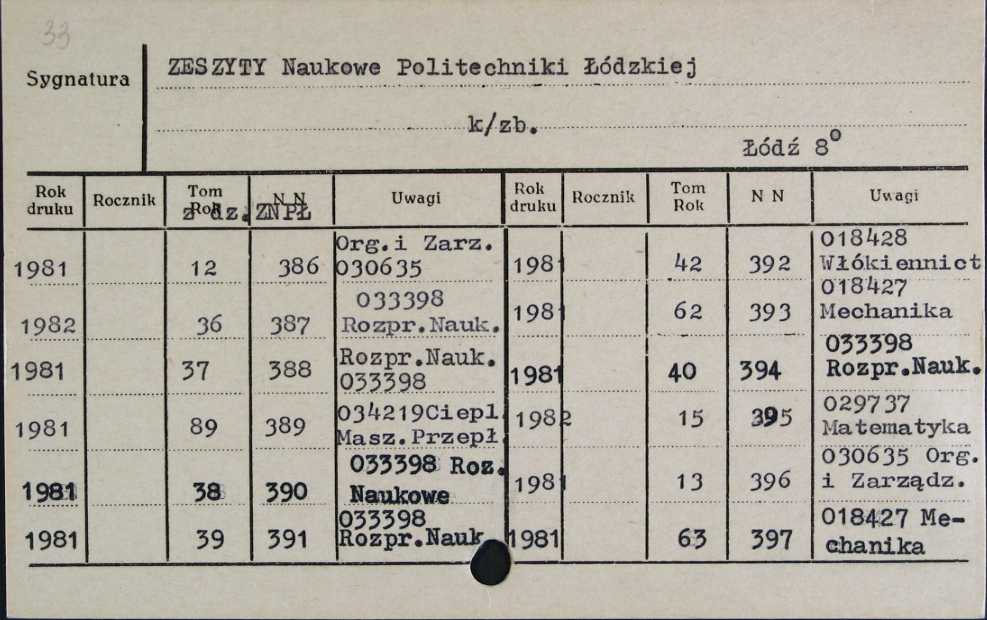 33
Sygnatura
ZESZYTY Naukowe Politechniki Łódzkiej
k/zb.
Łódź 8°
Rok druku Rocznik Tom Rok N N Uwagi Rok druku Rocznik Tom Rok N N Uwagi
z dz. ZNPŁ
1981 12 386 Org.i Zarz. 030635
1982 36 387 033398 Rozpr.Nauk.
1981 37 388 Rozpr.Nauk. 033398
1981 89 389 034219Ciepl. Masz.Przepł.
1981 38 390 033398 Roz. Naukowe
1981 39 391 033398 Rozpr.Nauk.
1981 42 392 018428 Włókiennict
1981 62 393 018427 Mechanika
1981 40 394 033398 Rozpr.Nauk.
1982 15 395 029737 Matematyka
1981 13 396 030635 Org. i Zarządz.
1981 63 397 018427 Me- chanika